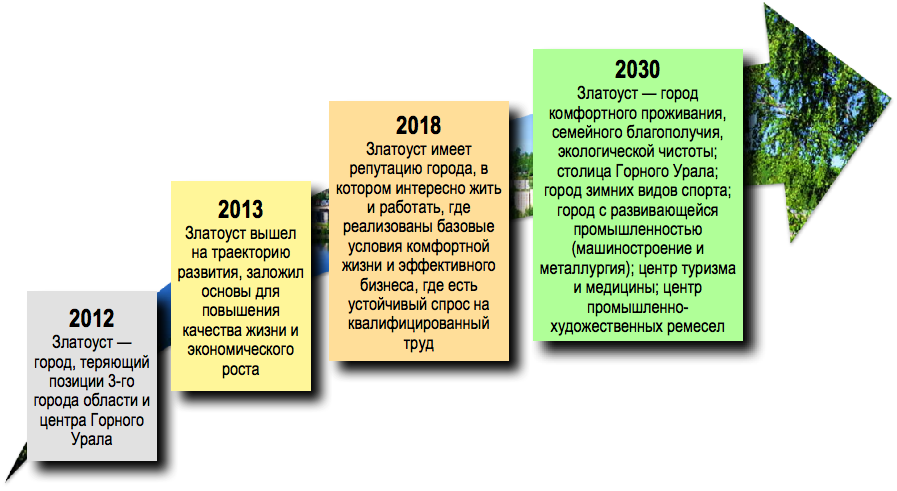 2012
Златоуст —
город, теряющий
позиции 3-го
города области и
центра Горного
Урала
2013
Златоуст вышел
на траекторию
развития, заложил
основы для
повышения
качества жизни и
экономического
роста
2018
Златоуст имеет
репутацию города, в
котором интересно жить
и работать, где
реализованы базовые
условия комфортной
жизни и эффективного
бизнеса, где есть
устойчивый спрос на
квалифицированный
труд
2030
Златоуст — город
комфортного проживания,
семейного благополучия,
экологической чистоты;
столица Горного Урала;
город зимних видов спорта;
город с развивающейся
промышленностью
(машиностроение и
металлургия); центр туризма
и медицины; центр
промышленно-
художественных ремесел